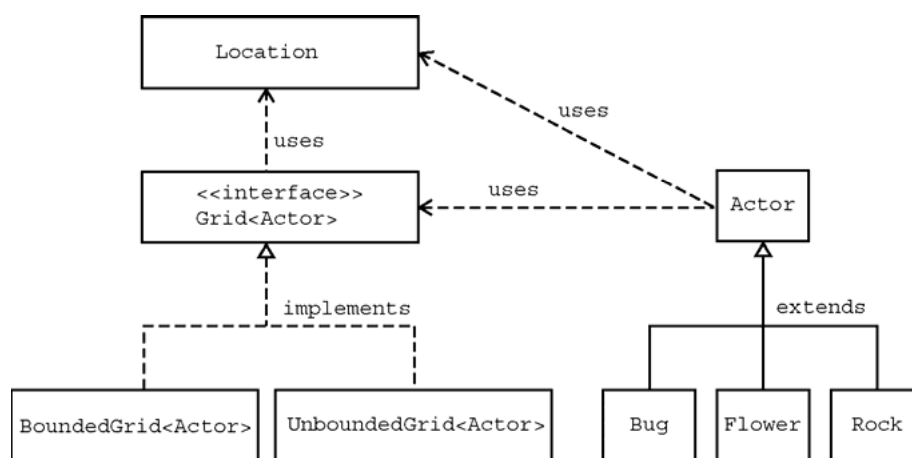 Location
uses
uses
<<interface>>
Grid<Actor>
uses
Actor
implements
extends
BoundedGrid<Actor>
UnboundedGrid<Actor>
Bug
Flower
Rock